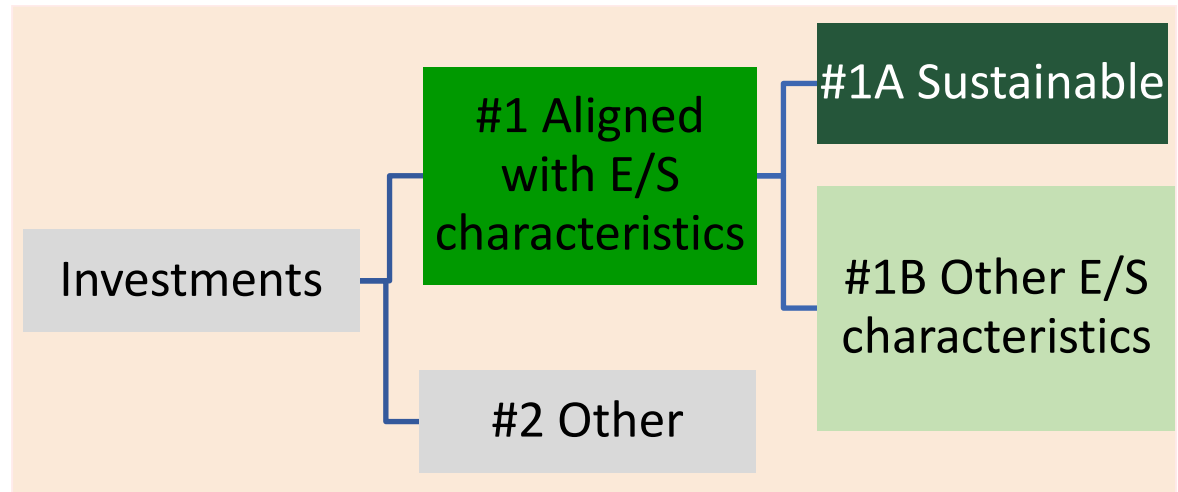 Investments
#1 Aligned
with E/S
characteristics
#2 Other
#1A Sustainable
#1B Other E/S
characteristics